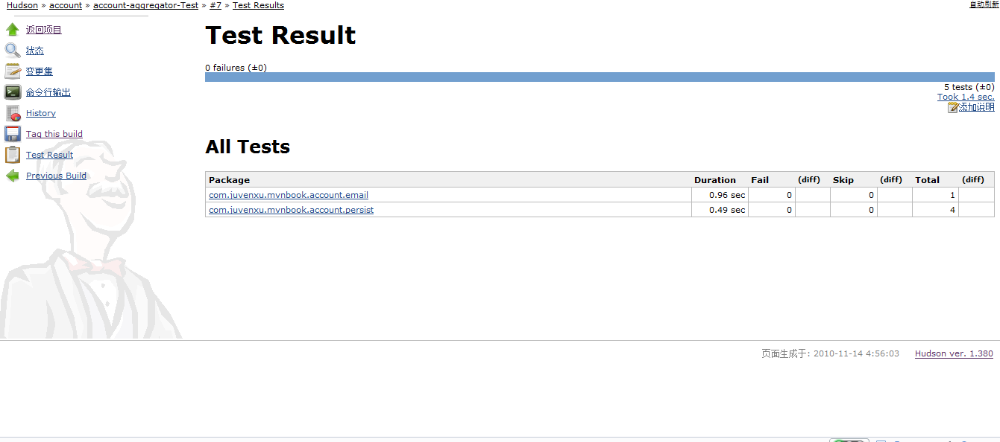 Hudson » account » account-aggregator-Test » #7 » Test Results
自动刷新
返回项目
状态
变更集
命令行输出
History
Tag this build
Test Result
Previous Build
Test Result
0 failures (±0)
5 tests (±0)
Took 1.4 sec.
添加说明
All Tests
Package Duration Fail (diff) Skip (diff) Total (diff)
com.juvenxu.mvnbook.account.email 0.96 sec 0 0 1
com.juvenxu.mvnbook.account.persist 0.49 sec 0 0 4
页面生成于: 2010-11-14 4:56:03 Hudson ver. 1.380